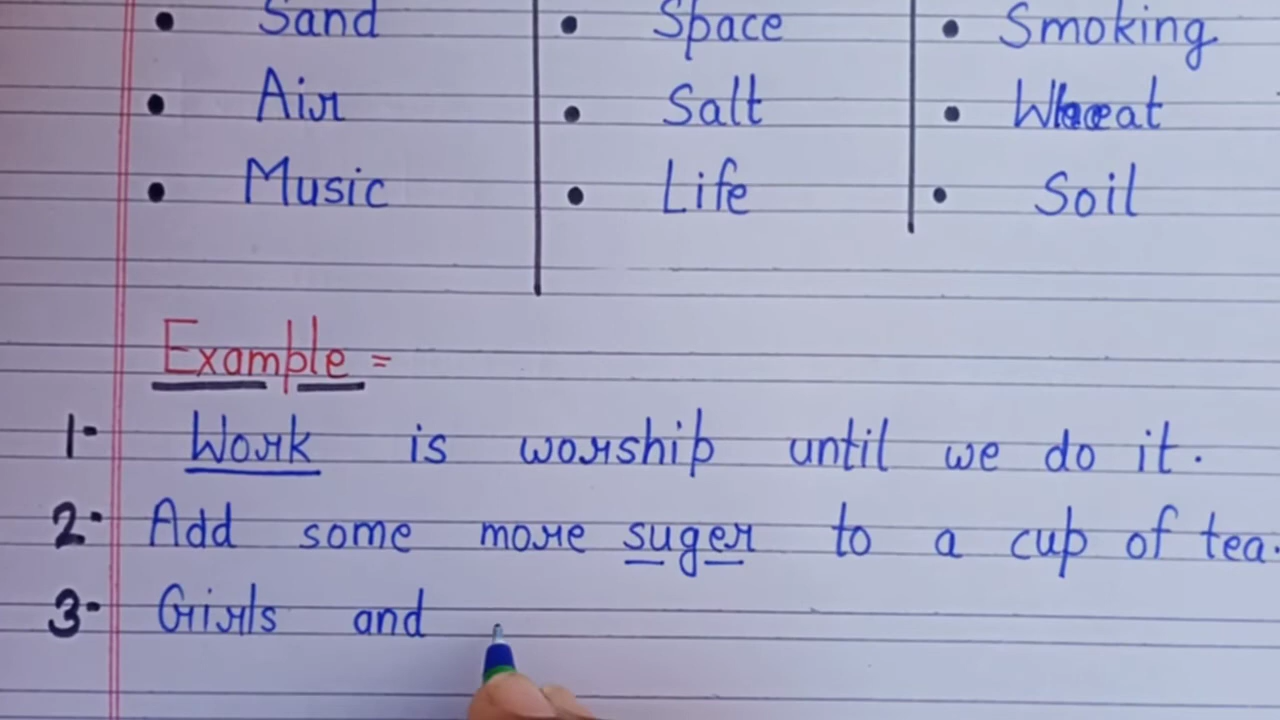 • Sand • Space • Smoking
• Air • Salt • Wheat
• Music • Life • Soil
Example =
1- Work is worship until we do it.
2- Add some more suger to a cup of tea.
3- Girls and